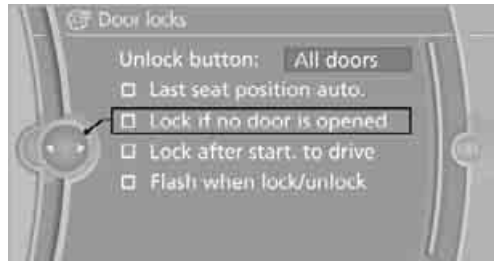 Door locks
Unlock button: All doors
Last seat position auto.
Lock if no door is opened
Lock after start. to drive
Flash when lock/unlock